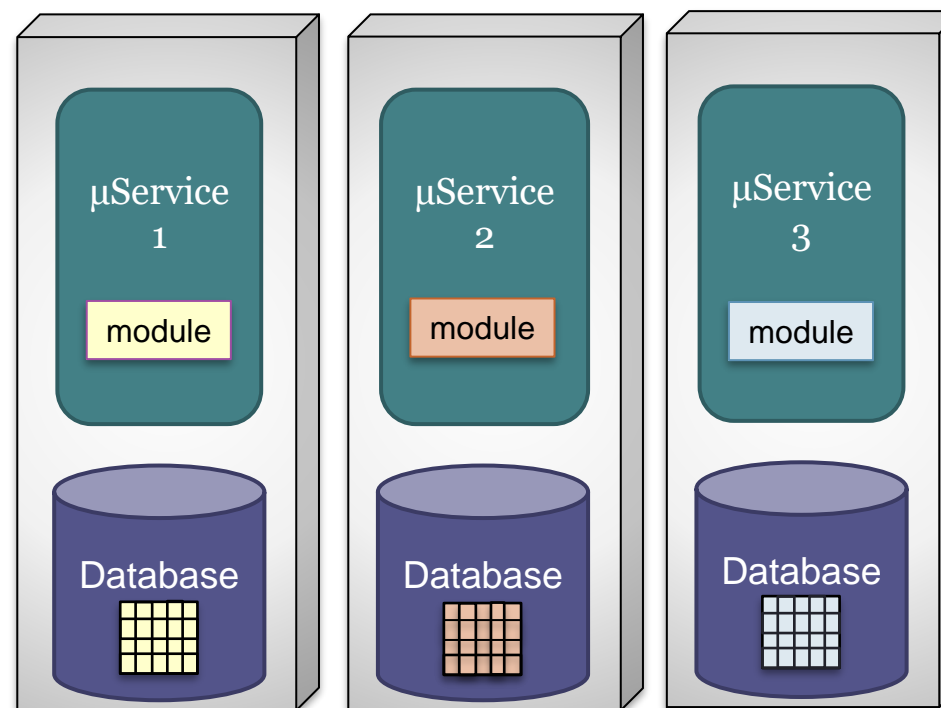 μService
1
module
Database
μService
2
module
Database
μService
3
module
Database